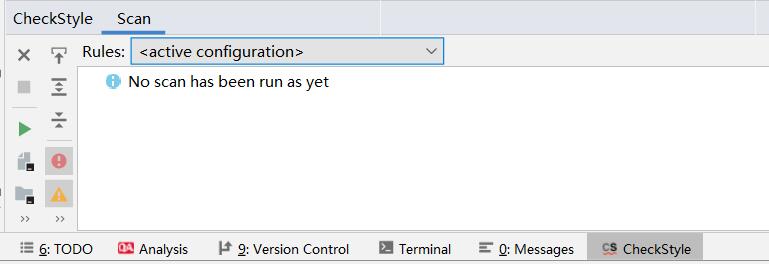 CheckStyle Scan
Rules: <active configuration>
No scan has been run as yet
6: TODO QA Analysis 9: Version Control Terminal 0: Messages CS CheckStyle